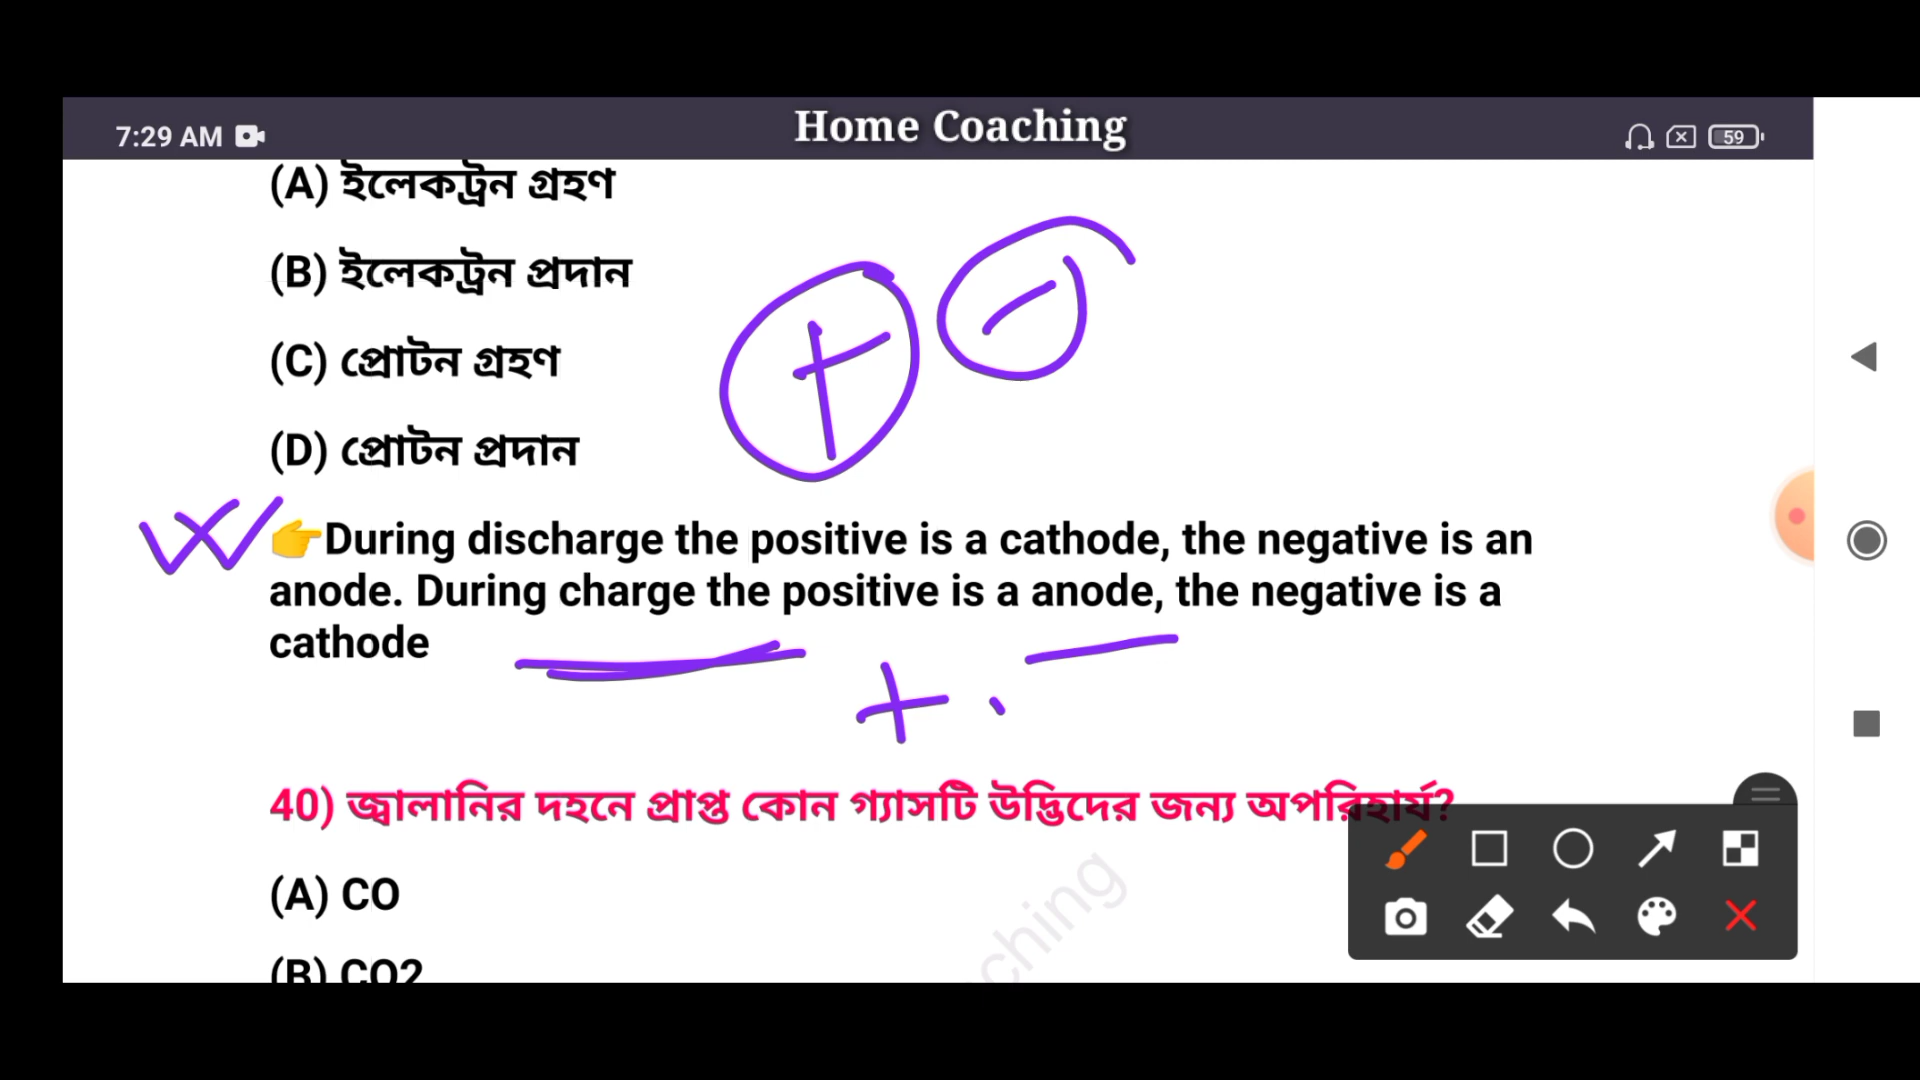 Home Coaching
7:29 AM
59
(A) ইলেকট্রন গ্রহণ
(B) ইলেকট্রন প্রদান
(C) প্রোটন গ্রহণ
(D) প্রোটন প্রদান
👉During discharge the positive is a cathode, the negative is an
anode. During charge the positive is a anode, the negative is a
cathode
40) জ্বালানির দহনে প্রাপ্ত কোন গ্যাসটি উদ্ভিদের জন্য অপরিহার্য?
(A) CO
(B) CO2
ching